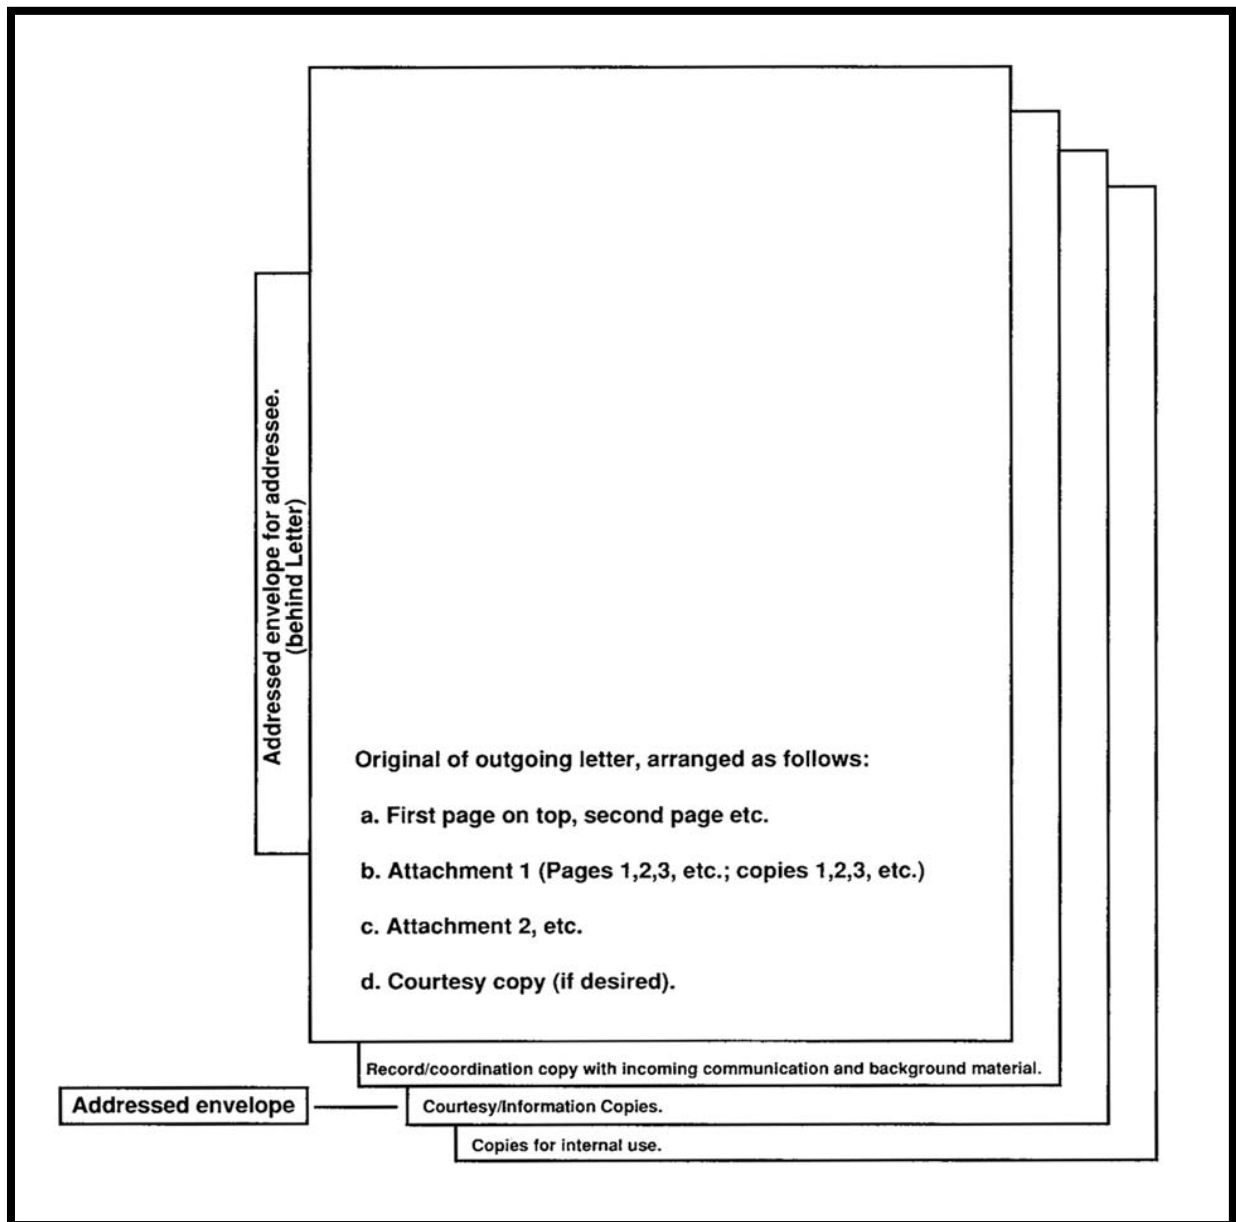 Addressed envelope for addressee.
(behind Letter)
Original of outgoing letter, arranged as follows:
a. First page on top, second page etc.
b. Attachment 1 (Pages 1,2,3, etc.; copies 1,2,3, etc.)
c. Attachment 2, etc.
d. Courtesy copy (if desired).
Record/coordination copy with incoming communication and background material.
Addressed envelope
Courtesy/Information Copies.
Copies for internal use.